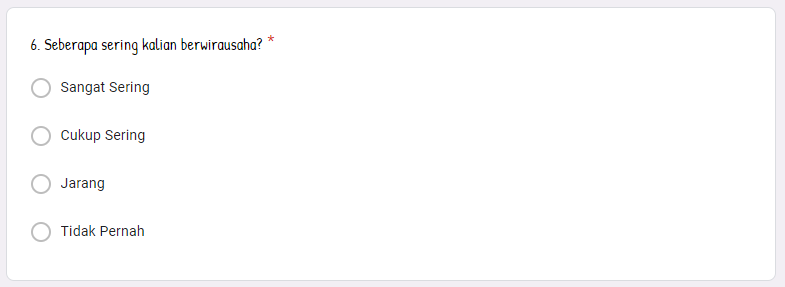 6. Seberapa sering kalian berwirausaha? *
Sangat Sering
Cukup Sering
Jarang
Tidak Pernah